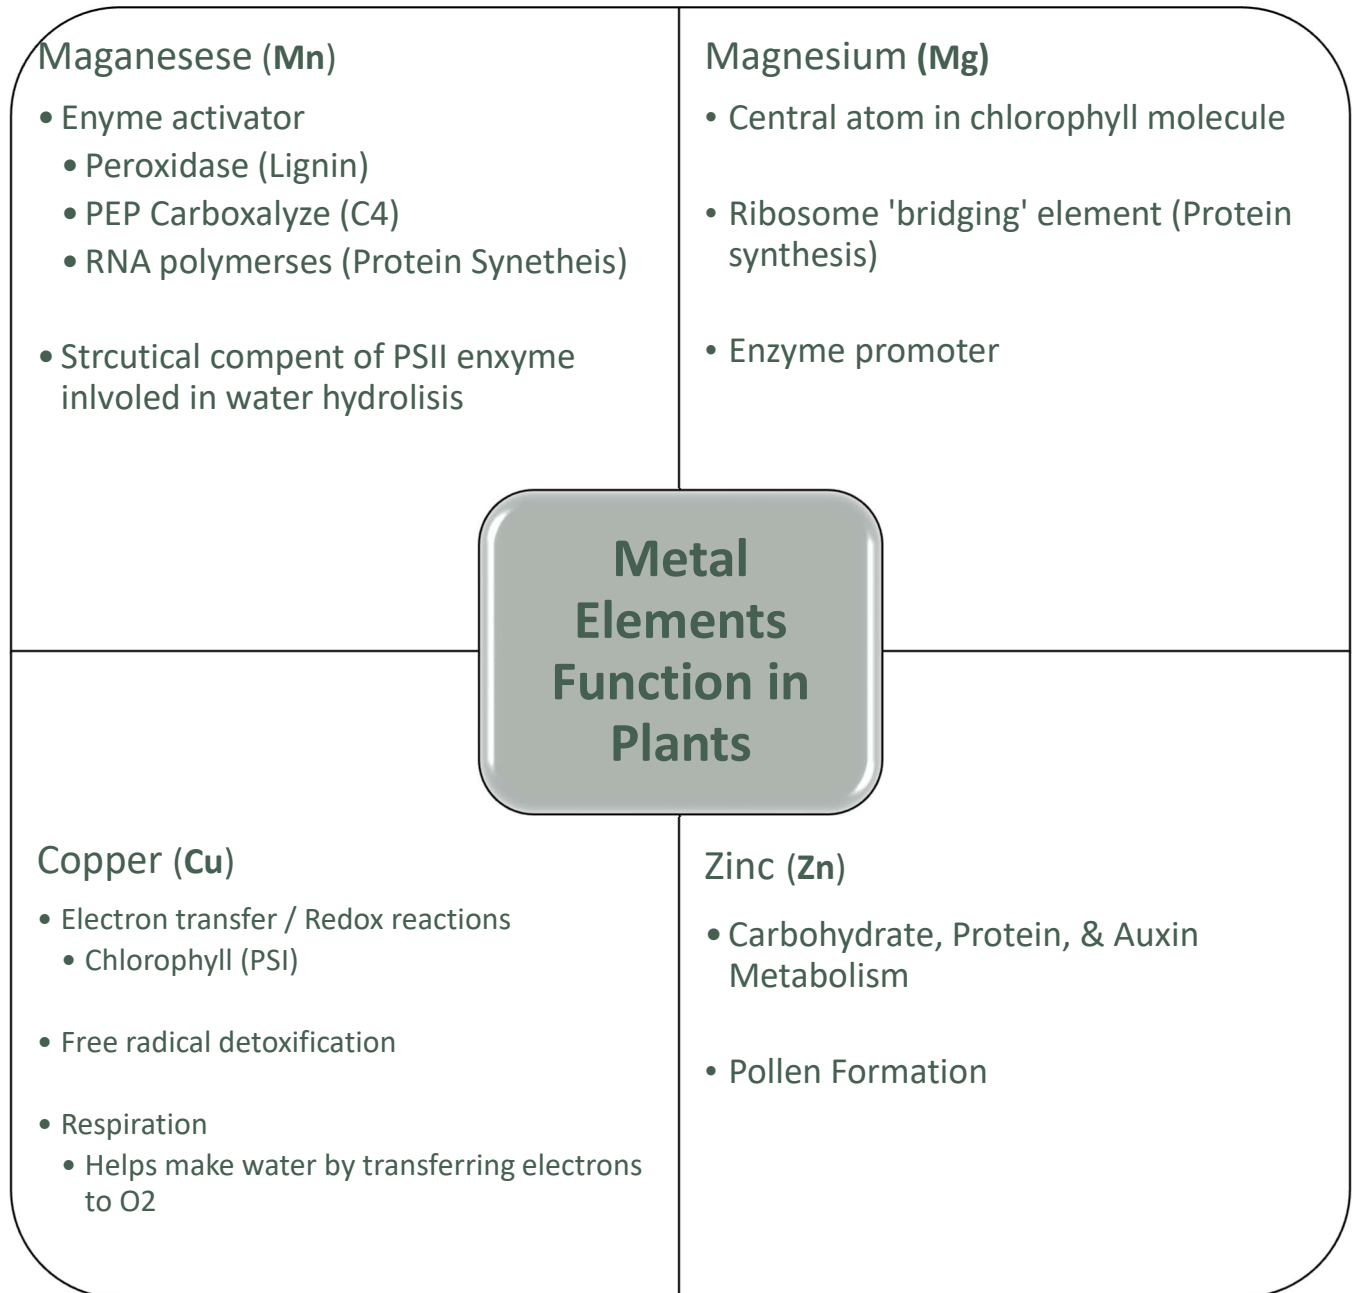 Maganesese (Mn)
• Enyme activator
• Peroxidase (Lignin)
• PEP Carboxalyze (C4)
• RNA polymerses (Protein Synetheis)
• Strcutical compent of PSII enxyme
inlvoled in water hydrolisis
Magnesium (Mg)
• Central atom in chlorophyll molecule
• Ribosome 'bridging' element (Protein
synthesis)
• Enzyme promoter
Metal
Elements
Function in
Plants
Copper (Cu)
• Electron transfer / Redox reactions
• Chlorophyll (PSI)
• Free radical detoxification
• Respiration
• Helps make water by transferring electrons
to O2
Zinc (Zn)
• Carbohydrate, Protein, & Auxin
Metabolism
• Pollen Formation